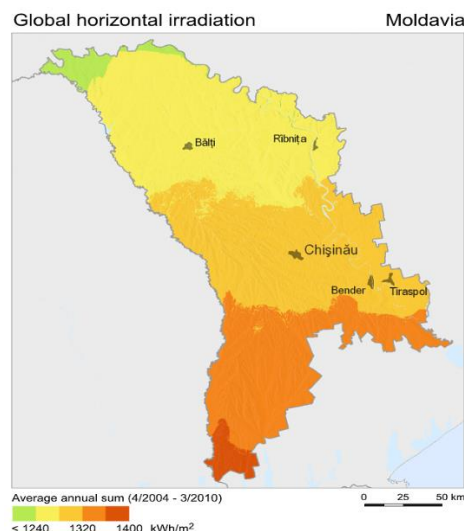 Global horizontal irradiation Moldavia
Bălți
Rîbnița
Chişinău
Bender
Tiraspol
Average annual sum (4/2004 - 3/2010)
0 25 50 km
< 1240 1320 1400 kWh/m²